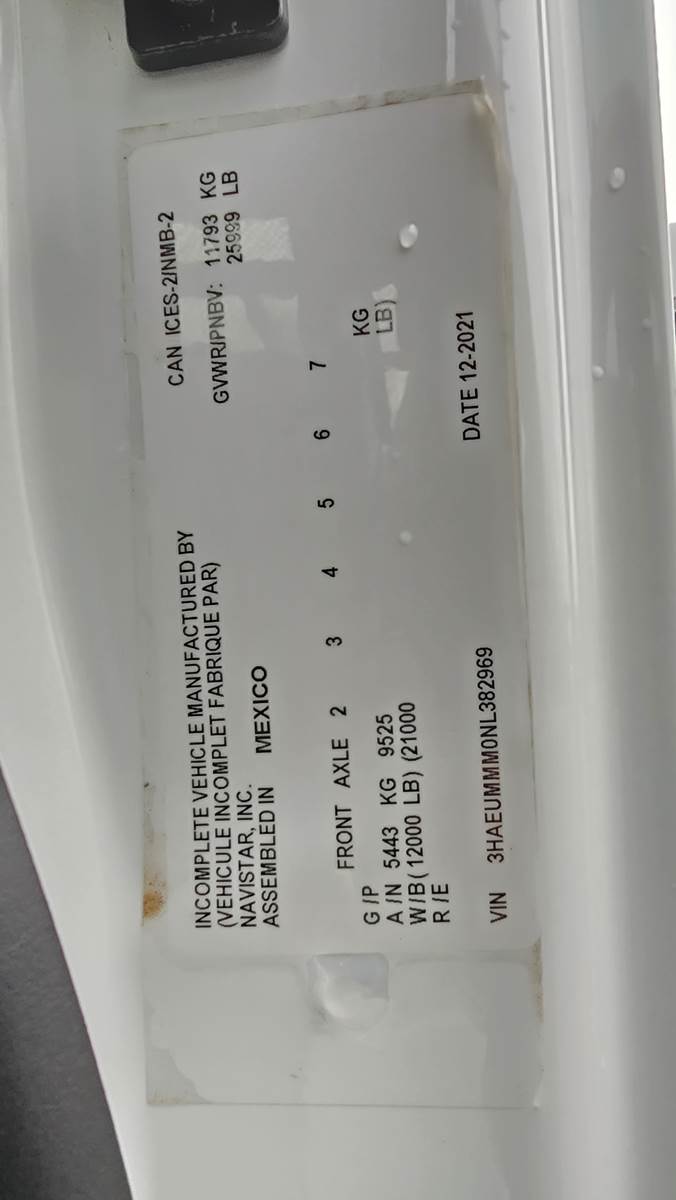 CAN ICES-2/NMB-2
INCOMPLETE VEHICLE MANUFACTURED BY
(VEHICULE INCOMPLET FABRIQUE PAR)
GVWR/PNBV: 11793 KG
NAVISTAR, INC. 25999 LB
ASSEMBLED IN MEXICO
FRONT AXLE 2 3 4 5 6 7
G/P
A/N 5443 KG 9525 KG
W/B (12000 LB) (21000 LB)
R/E
VIN 3HAEUMMM0NL382969 DATE 12-2021